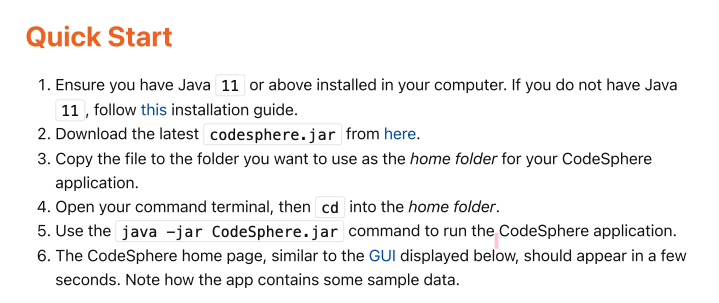 Quick Start
1. Ensure you have Java 11 or above installed in your computer. If you do not have Java
11, follow this installation guide.
2. Download the latest codesphere.jar from here.
3. Copy the file to the folder you want to use as the home folder for your CodeSphere
application.
4. Open your command terminal, then cd into the home folder.
5. Use the java -jar CodeSphere.jar command to run the CodeSphere application.
6. The CodeSphere home page, similar to the GUI displayed below, should appear in a few
seconds. Note how the app contains some sample data.